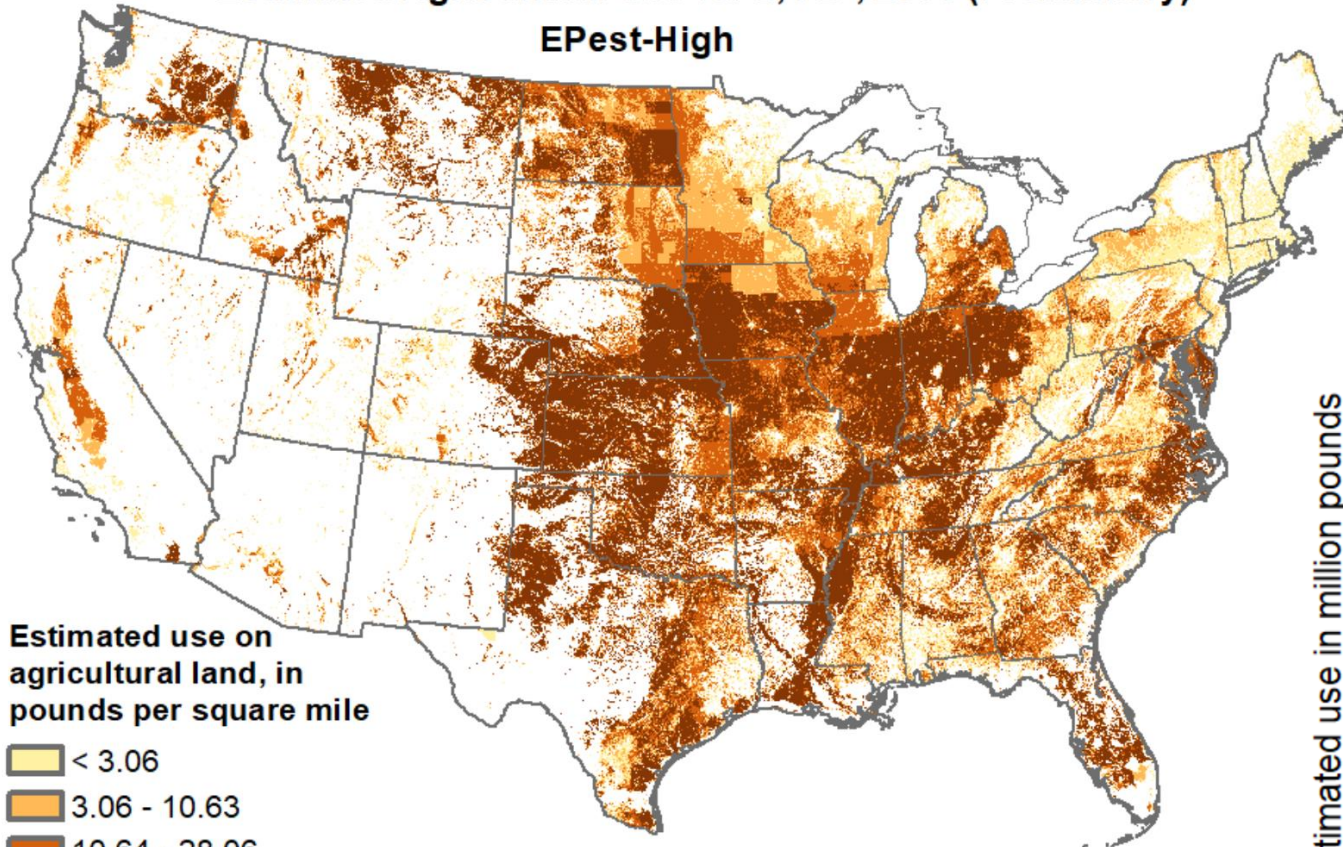 EPest-High
Estimated use on
agricultural land, in
pounds per square mile
< 3.06
3.06 - 10.63
timated use in million pounds